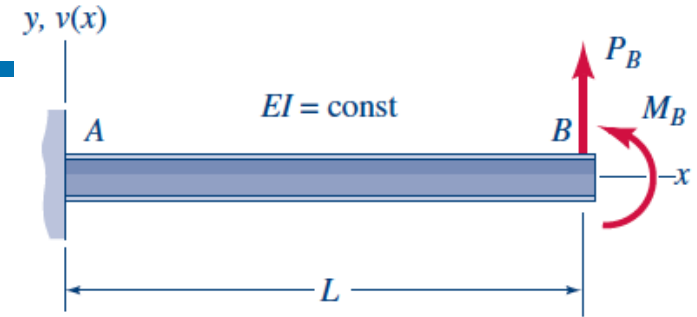 y, v(x)
P_B
EI = const
M_B
A
B
x
L